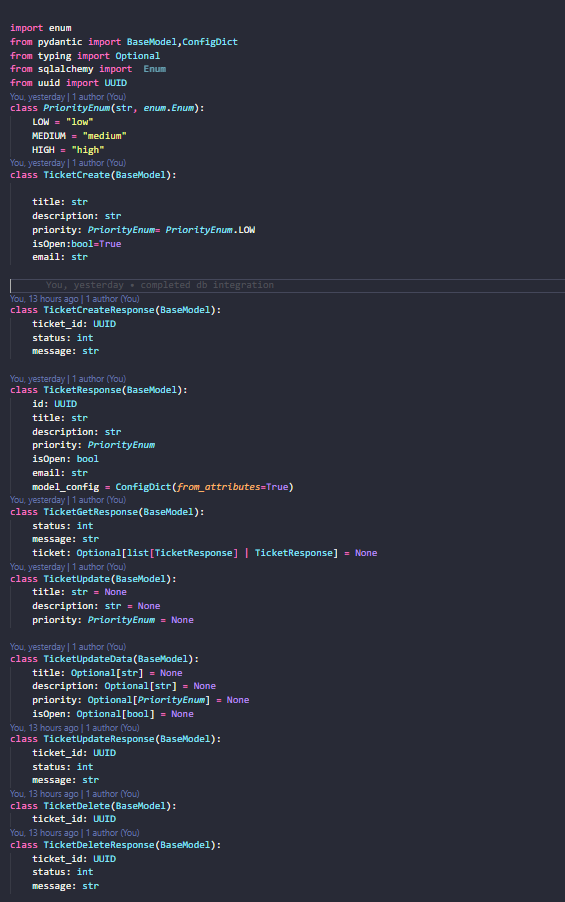 import enum
from pydantic import BaseModel,ConfigDict
from typing import Optional
from sqlalchemy import  Enum
from uuid import UUID
You, yesterday | 1 author (You)
class PriorityEnum(str, enum.Enum):
    LOW = "low"
    MEDIUM = "medium"
    HIGH = "high"
You, yesterday | 1 author (You)
class TicketCreate(BaseModel):
    title: str
    description: str
    priority: PriorityEnum= PriorityEnum.LOW
    isOpen:bool=True
    email: str
You, yesterday • completed db integration
You, 13 hours ago | 1 author (You)
class TicketCreateResponse(BaseModel):
    ticket_id: UUID
    status: int
    message: str
You, yesterday | 1 author (You)
class TicketResponse(BaseModel):
    id: UUID
    title: str
    description: str
    priority: PriorityEnum
    isOpen: bool
    email: str
    model_config = ConfigDict(from_attributes=True)
You, yesterday | 1 author (You)
class TicketGetResponse(BaseModel):
    status: int
    message: str
    ticket: Optional[list[TicketResponse] | TicketResponse] = None
You, yesterday | 1 author (You)
class TicketUpdate(BaseModel):
    title: str = None
    description: str = None
    priority: PriorityEnum = None
You, yesterday | 1 author (You)
class TicketUpdateData(BaseModel):
    title: Optional[str] = None
    description: Optional[str] = None
    priority: Optional[PriorityEnum] = None
    isOpen: Optional[bool] = None
You, 13 hours ago | 1 author (You)
class TicketUpdateResponse(BaseModel):
    ticket_id: UUID
    status: int
    message: str
You, 13 hours ago | 1 author (You)
class TicketDelete(BaseModel):
    ticket_id: UUID
You, 13 hours ago | 1 author (You)
class TicketDeleteResponse(BaseModel):
    ticket_id: UUID
    status: int
    message: str